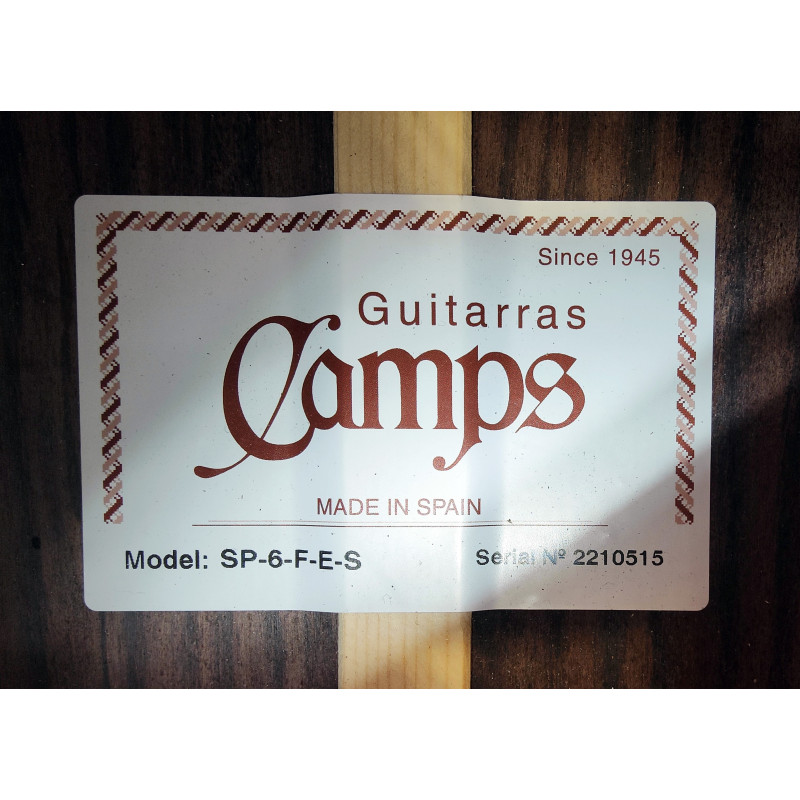 Since 1945
Guitarras
Camps
MADE IN SPAIN
Model: SP-6-F-E-S
Serial Nº 2210515